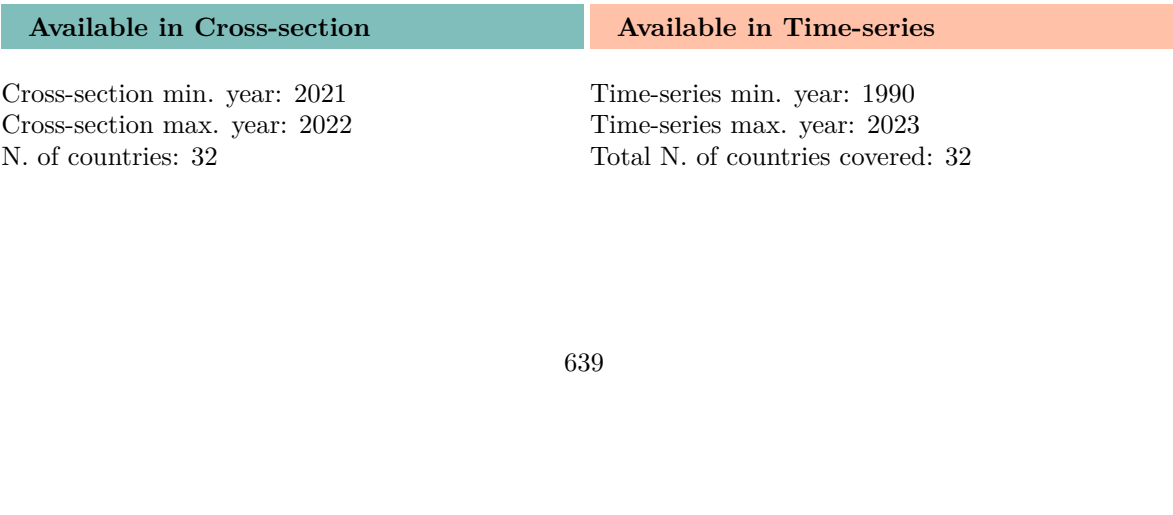 Available in Cross-section
Cross-section min. year: 2021
Cross-section max. year: 2022
N. of countries: 32
Available in Time-series
Time-series min. year: 1990
Time-series max. year: 2023
Total N. of countries covered: 32
639